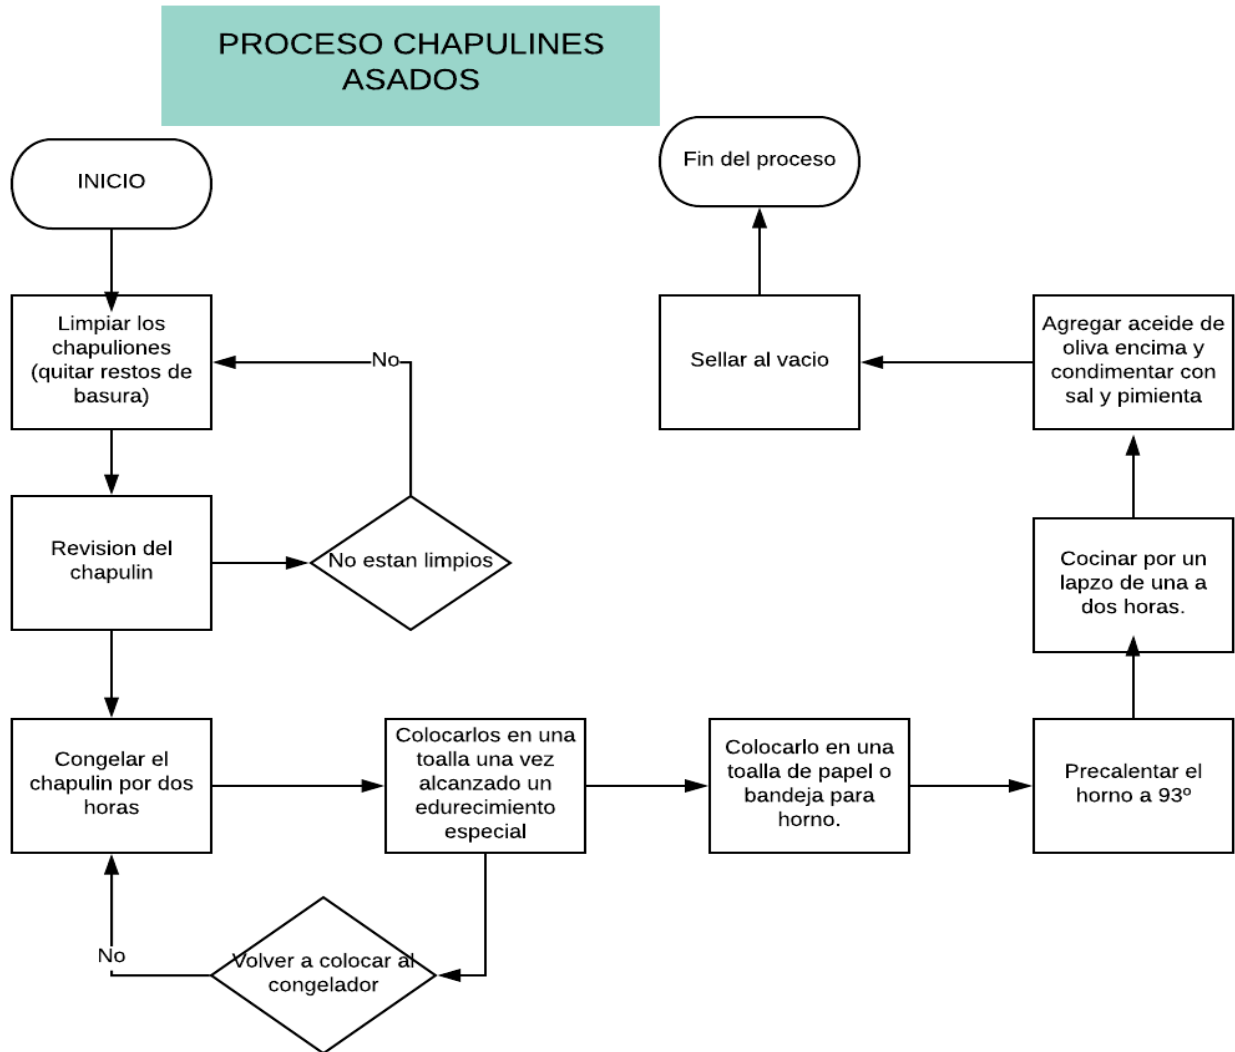 PROCESO CHAPULINES
ASADOS
INICIO
Limpiar los
chapuliones
(quitar restos de
basura)
No
Revision del
chapulin
No estan limpios
Congelar el
chapulin por dos
horas
Colocarlos en una
toalla una vez
alcanzado un
edurecimiento
especial
No
Volver a colocar al
congelador
Colocarlo en una
toalla de papel o
bandeja para
horno.
Precalentar el
horno a 93º
Cocinar por un
lapzo de una a
dos horas.
Agregar aceide de
oliva encima y
condimentar con
sal y pimienta
Sellar al vacio
Fin del proceso